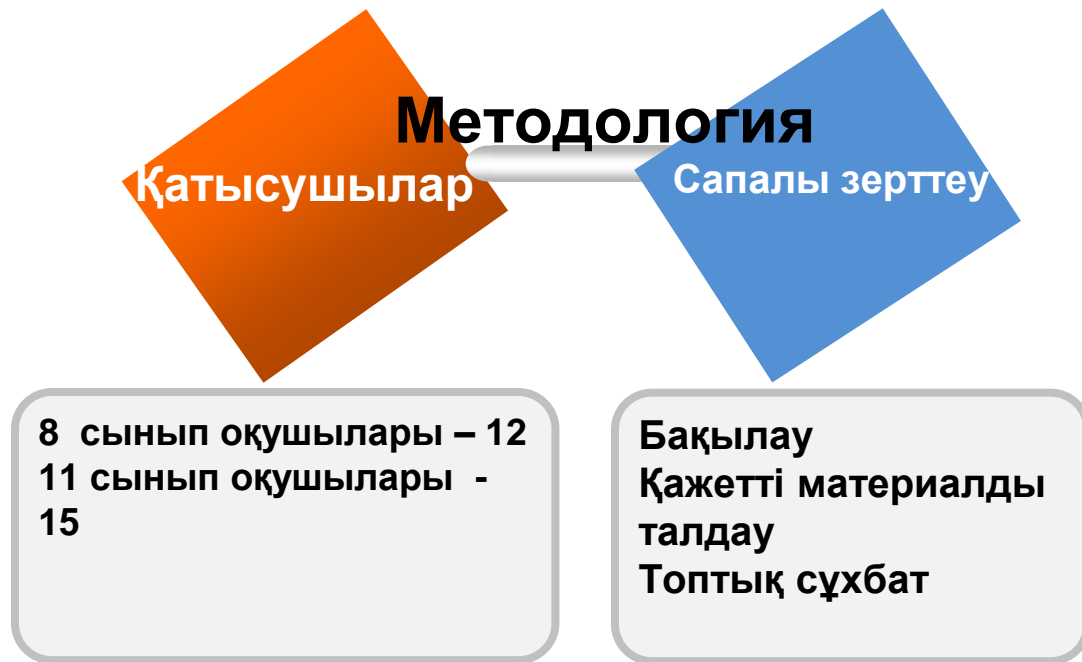 Методология
Қатысушылар
Сапалы зерттеу
8 сынып оқушылары – 12
11 сынып оқушылары -
15
Бақылау
Қажетті материалды
талдау
Топтық сұхбат